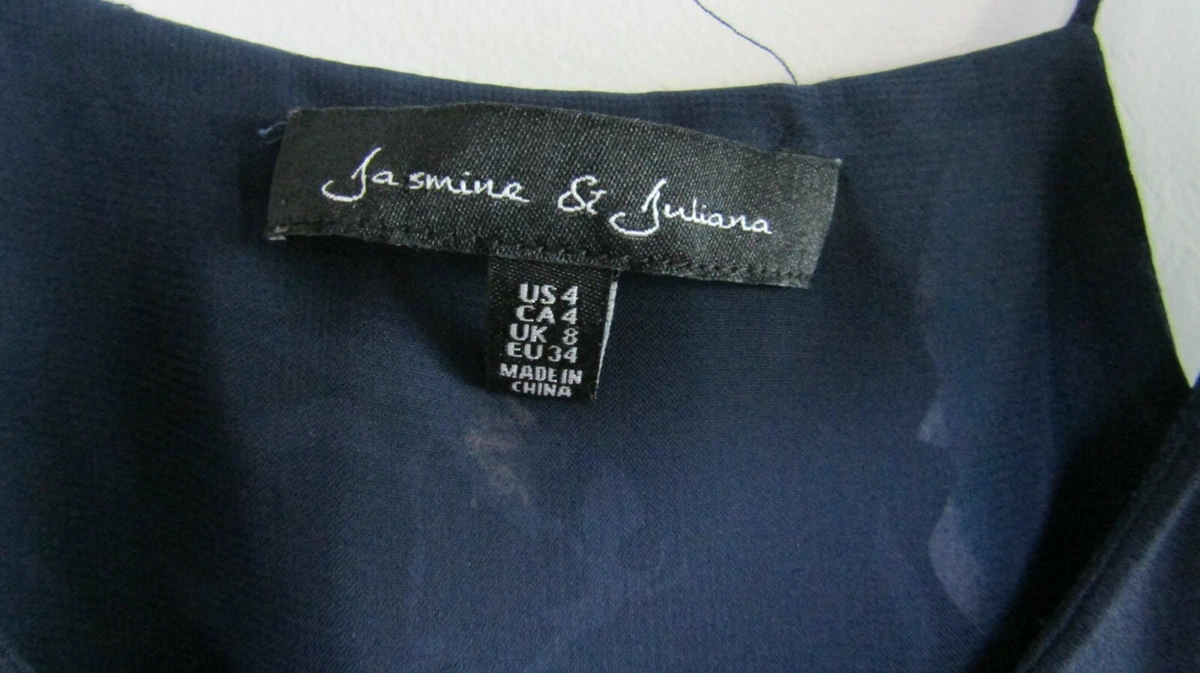 Jasmine & Juliana
US 4
CA 4
UK 8
EU 34
MADE IN
CHINA